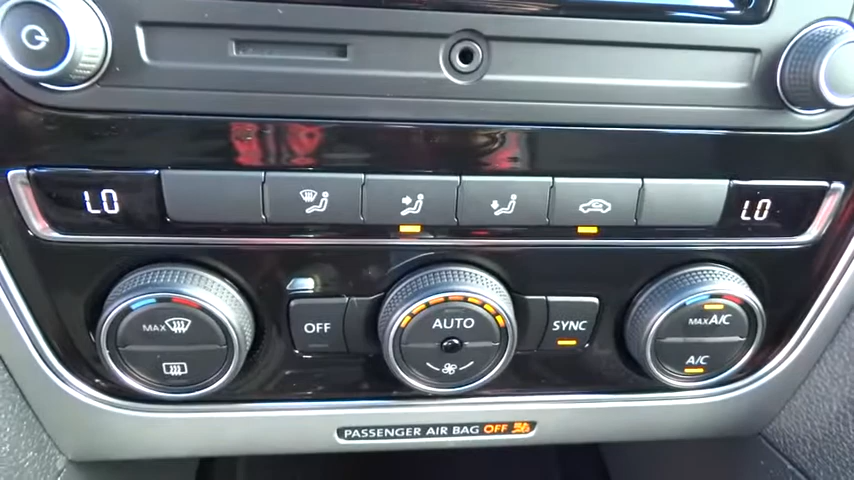 LO
LO
MAX
OFF
AUTO
SYNC
MAX A/C
A/C
PASSENGER AIR BAG OFF